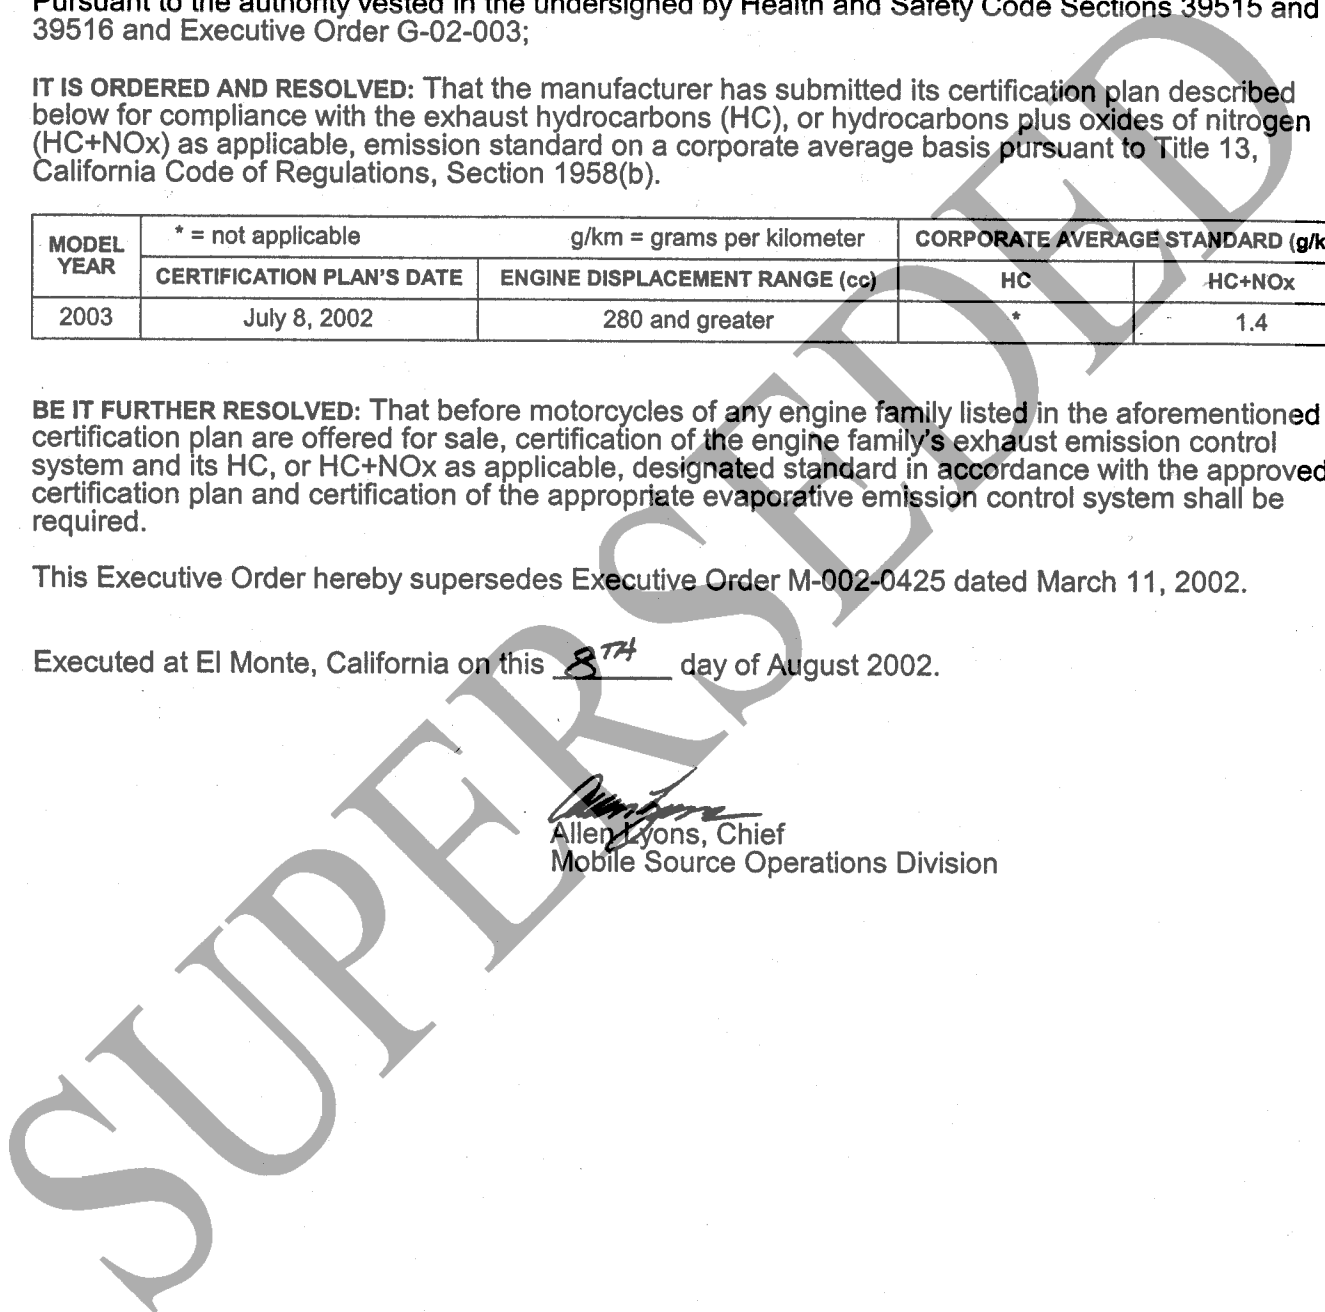 Pursuant to the authority vested in the undersigned by Health and Safety Code Sections 39515 and
39516 and Executive Order G-02-003;
IT IS ORDERED AND RESOLVED: That the manufacturer has submitted its certification plan described
below for compliance with the exhaust hydrocarbons (HC), or hydrocarbons plus oxides of nitrogen
(HC+NOx) as applicable, emission standard on a corporate average basis pursuant to Title 13,
California Code of Regulations, Section 1958(b).
MODEL YEAR
* = not applicable g/km = grams per kilometer CORPORATE AVERAGE STANDARD (g/k
CERTIFICATION PLAN'S DATE ENGINE DISPLACEMENT RANGE (cc) HC HC+NOx
2003 July 8, 2002 280 and greater * 1.4
BE IT FURTHER RESOLVED: That before motorcycles of any engine family listed in the aforementioned
certification plan are offered for sale, certification of the engine family's exhaust emission control
system and its HC, or HC+NOx as applicable, designated standard in accordance with the approved
certification plan and certification of the appropriate evaporative emission control system shall be
required.
This Executive Order hereby supersedes Executive Order M-002-0425 dated March 11, 2002.
Executed at El Monte, California on this 8TH day of August 2002.
Allen Lyons, Chief
Mobile Source Operations Division
SUPERSEDED